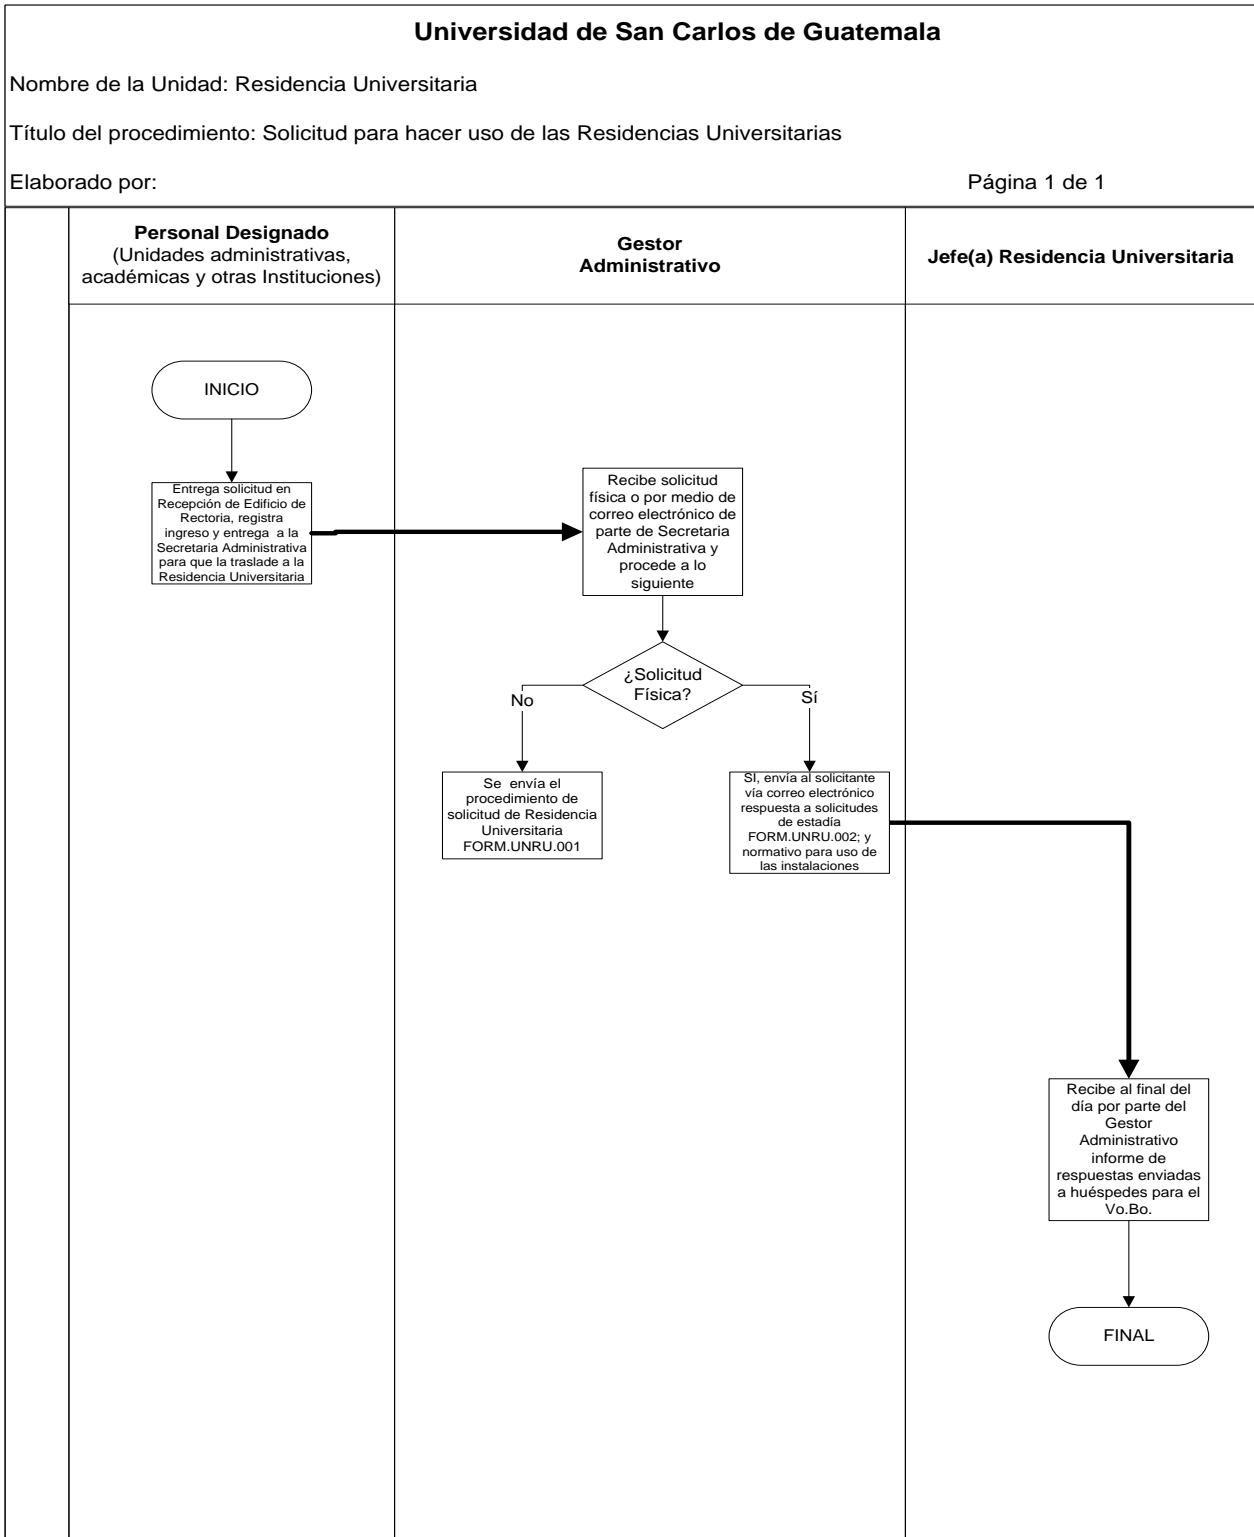 Universidad de San Carlos de Guatemala
Nombre de la Unidad: Residencia Universitaria
Título del procedimiento: Solicitud para hacer uso de las Residencias Universitarias
Elaborado por:
Página 1 de 1
Personal Designado
(Unidades administrativas,
académicas y otras Instituciones)
Gestor
Administrativo
Jefe(a) Residencia Universitaria
INICIO
Entrega solicitud en
Recepción de Edificio de
Rectoria, registra
ingreso y entrega a la
Secretaria Administrativa
para que la traslade a la
Residencia Universitaria
Recibe solicitud
física o por medio de
correo electrónico de
parte de Secretaria
Administrativa y
procede a lo
siguiente
¿Solicitud
Física?
No
Sí
Se envía el
procedimiento de
solicitud de Residencia
Universitaria
FORM.UNRU.001
SI, envía al solicitante
vía correo electrónico
respuesta a solicitudes
de estadía
FORM.UNRU.002; y
normativo para uso de
las instalaciones
Recibe al final del
día por parte del
Gestor
Administrativo
informe de
respuestas enviadas
a huéspedes para el
Vo.Bo.
FINAL